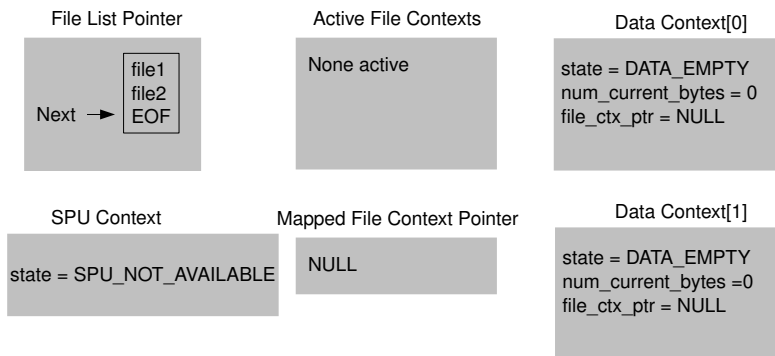 File List Pointer
file1
file2
Next
EOF
Active File Contexts
None active
Data Context[0]
state = DATA_EMPTY
num_current_bytes = 0
file_ctx_ptr = NULL
SPU Context
state = SPU_NOT_AVAILABLE
Mapped File Context Pointer
NULL
Data Context[1]
state = DATA_EMPTY
num_current_bytes =0
file_ctx_ptr = NULL